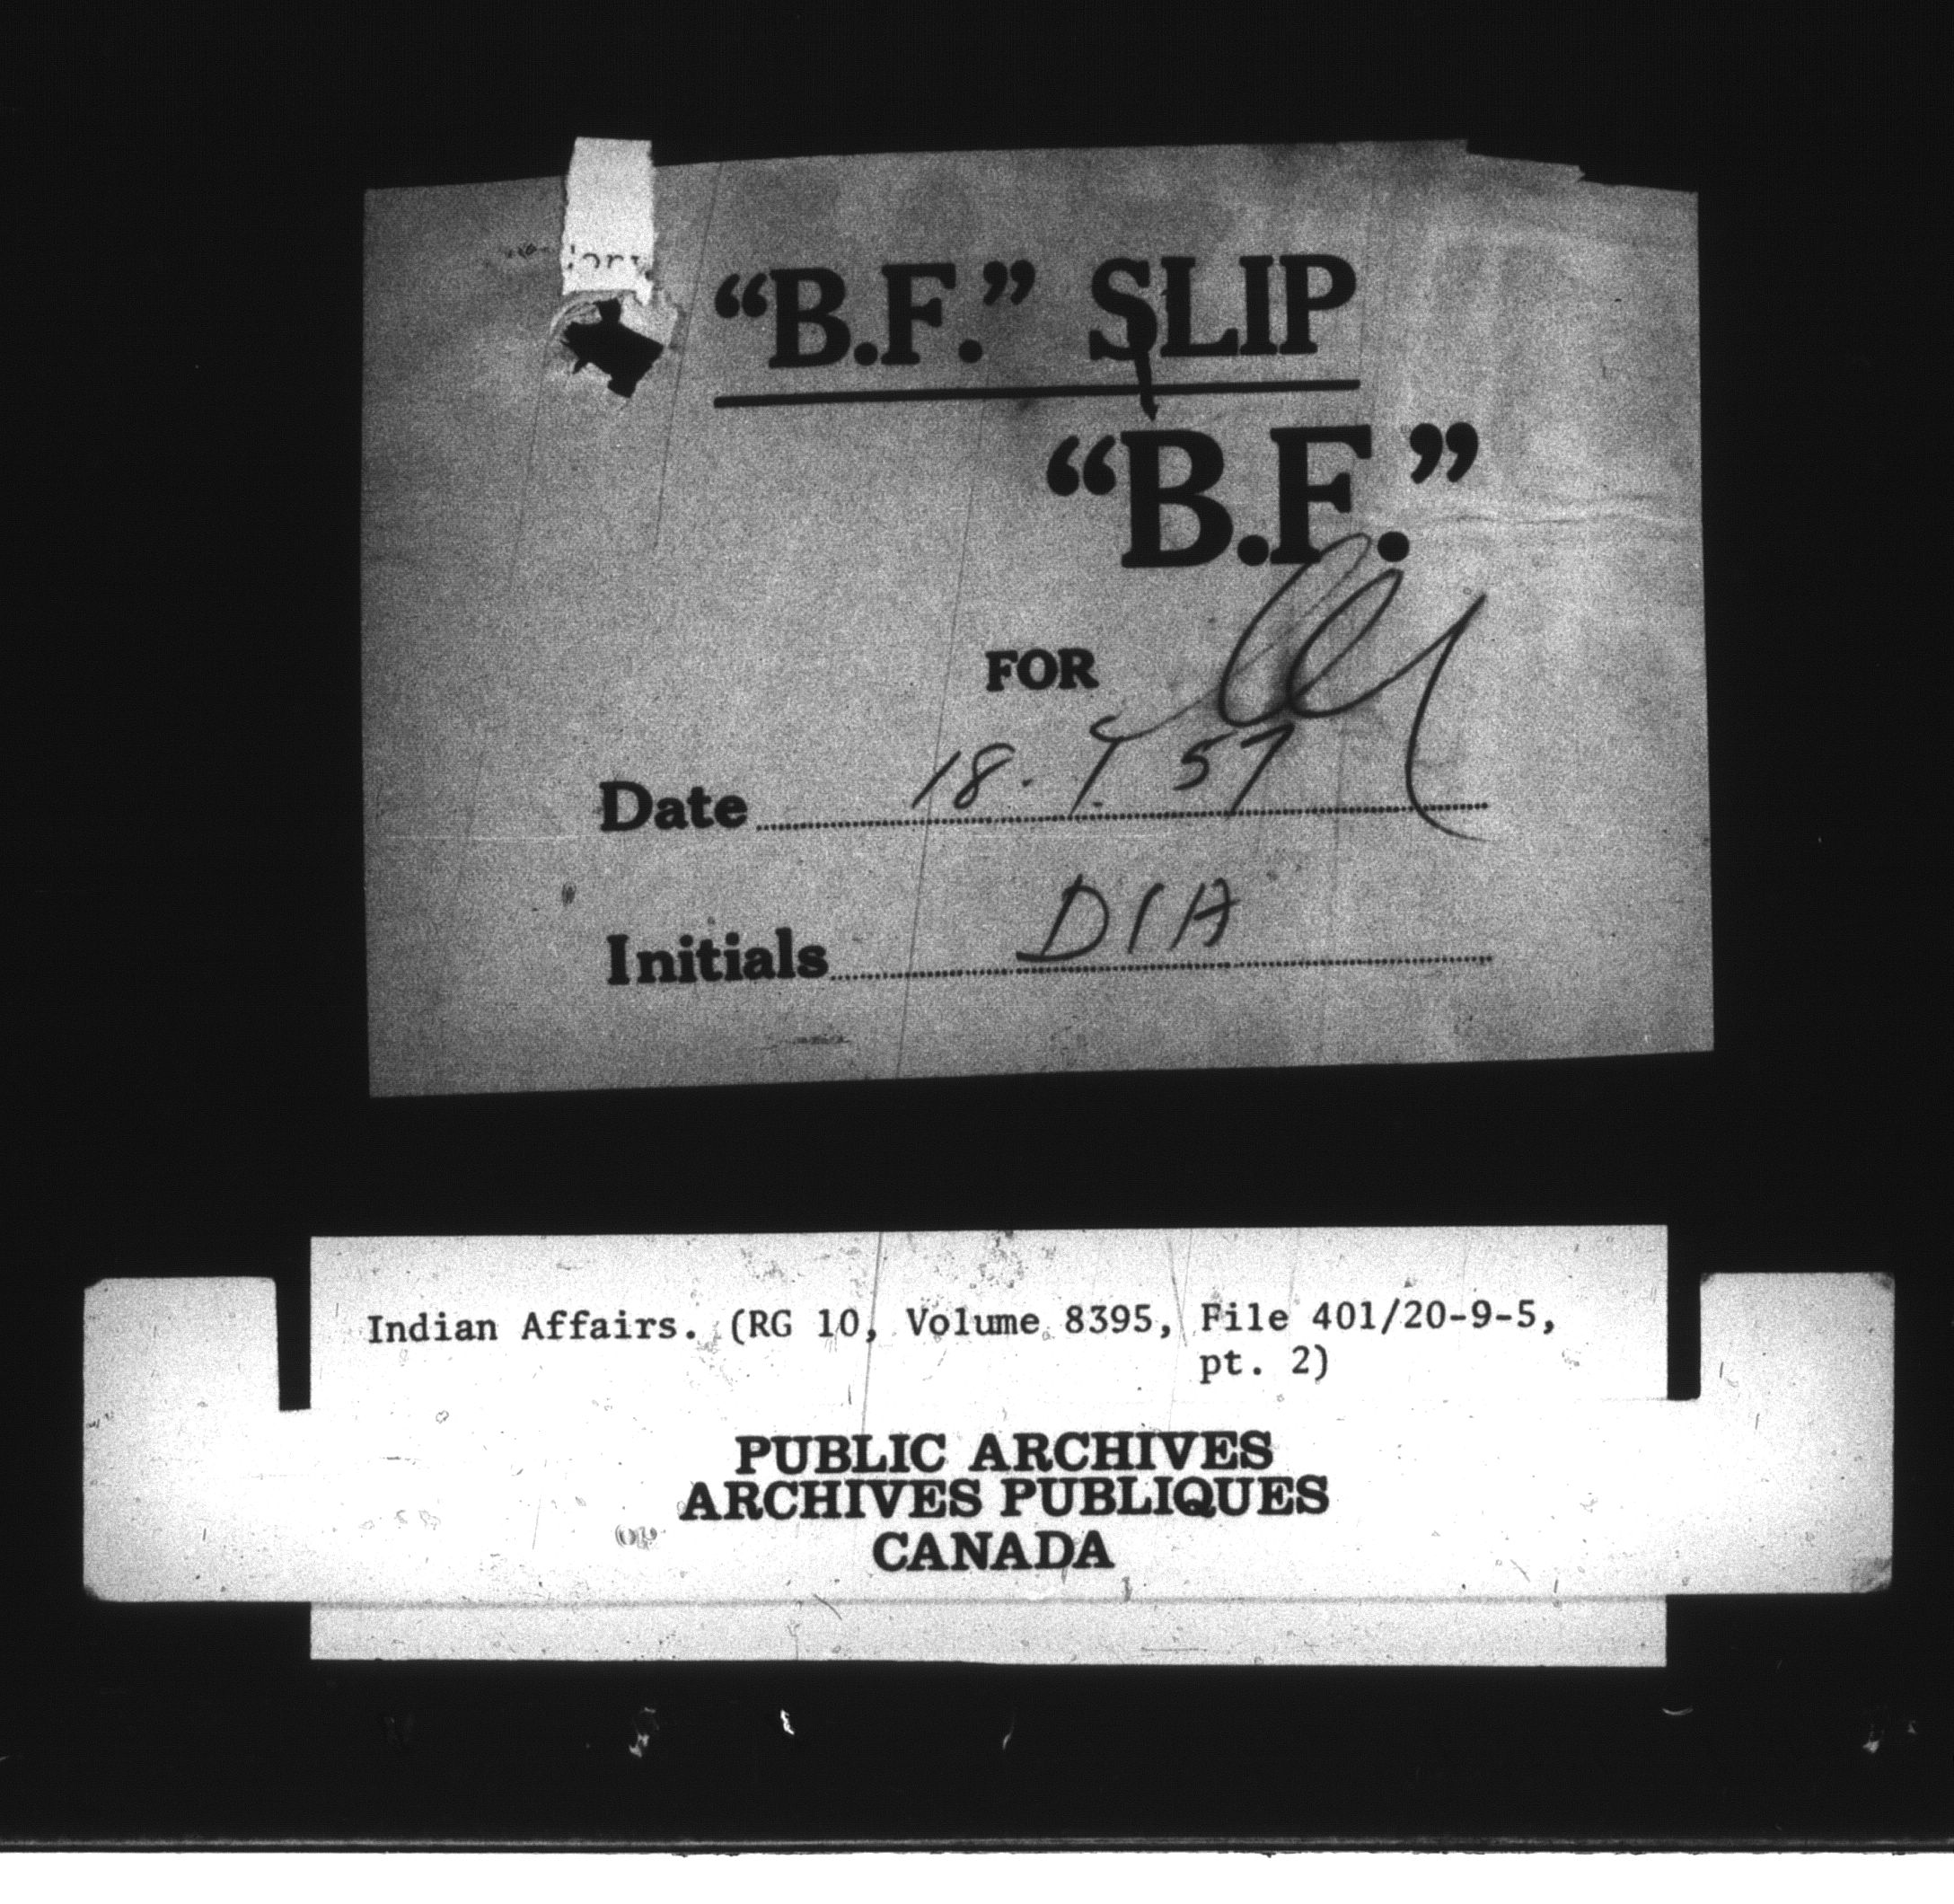 "B.F." SLIP
"B.F."
FOR
Date 18. 7. 57
Initials DIA
Indian Affairs. (RG 10, Volume 8395, File 401/20-9-5,
pt. 2)
PUBLIC ARCHIVES
ARCHIVES PUBLIQUES
CANADA